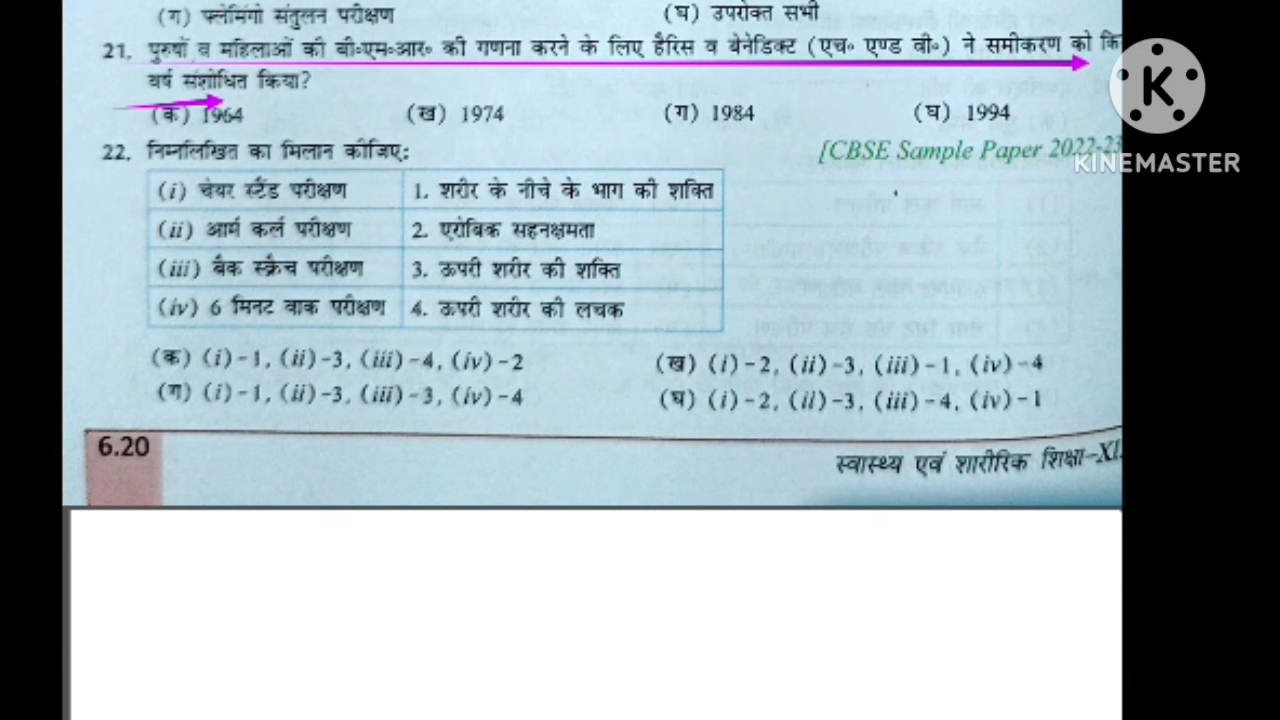 (ग) फ्लेमिंगो संतुलन परीक्षण (घ) उपरोक्त सभी
21. पुरुषों व महिलाओं की बी॰एम॰आर॰ की गणना करने के लिए हैरिस व बेनेडिक्ट (एच॰ एण्ड बी॰) ने समीकरण को कि
वर्ष संशोधित किया?
(क) 1964 (ख) 1974 (ग) 1984 (घ) 1994
22. निम्नलिखित का मिलान कीजिए: [CBSE Sample Paper 2022-23
KINEMASTER
(i) चेयर स्टैंड परीक्षण 1. शरीर के नीचे के भाग की शक्ति
(ii) आर्म कर्ल परीक्षण 2. एरोबिक सहनक्षमता
(iii) बैक स्क्रैच परीक्षण 3. ऊपरी शरीर की शक्ति
(iv) 6 मिनट वाक परीक्षण 4. ऊपरी शरीर की लचक
(क) (i)-1, (ii)-3, (iii)-4, (iv)-2 (ख) (i)-2, (ii)-3, (iii)-1, (iv)-4
(ग) (i)-1, (ii)-3, (iii)-3, (iv)-4 (घ) (i)-2, (ii)-3, (iii)-4, (iv)-1
6.20
स्वास्थ्य एवं शारीरिक शिक्षा-XI